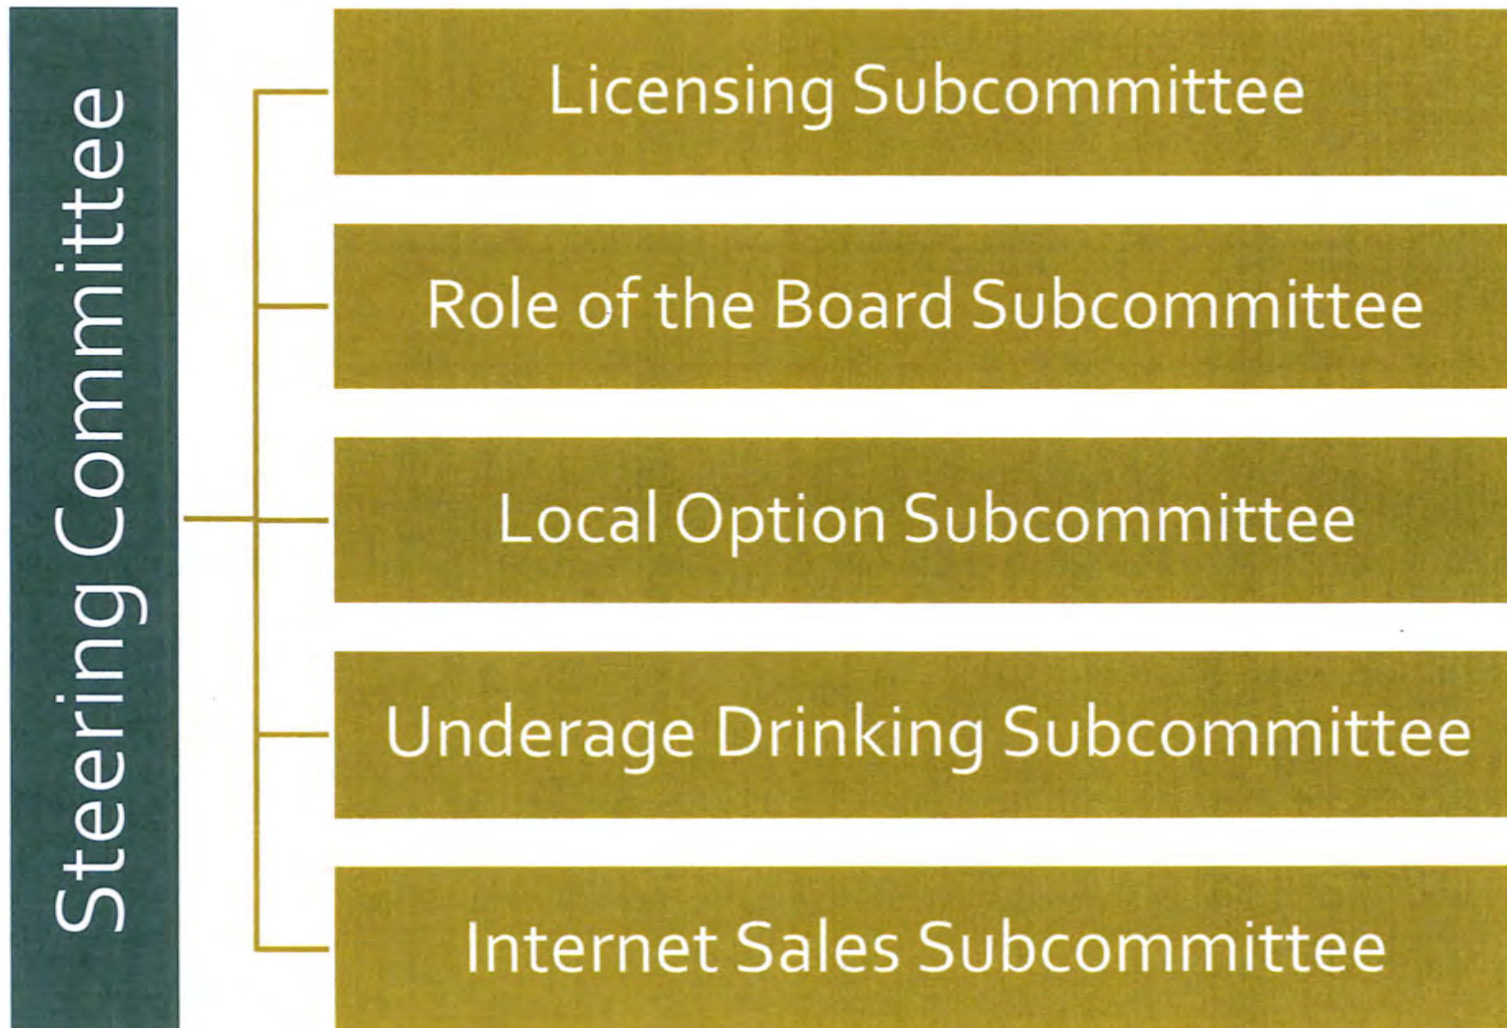 Steering Committee
Licensing Subcommittee
Role of the Board Subcommittee
Local Option Subcommittee
Underage Drinking Subcommittee
Internet Sales Subcommittee